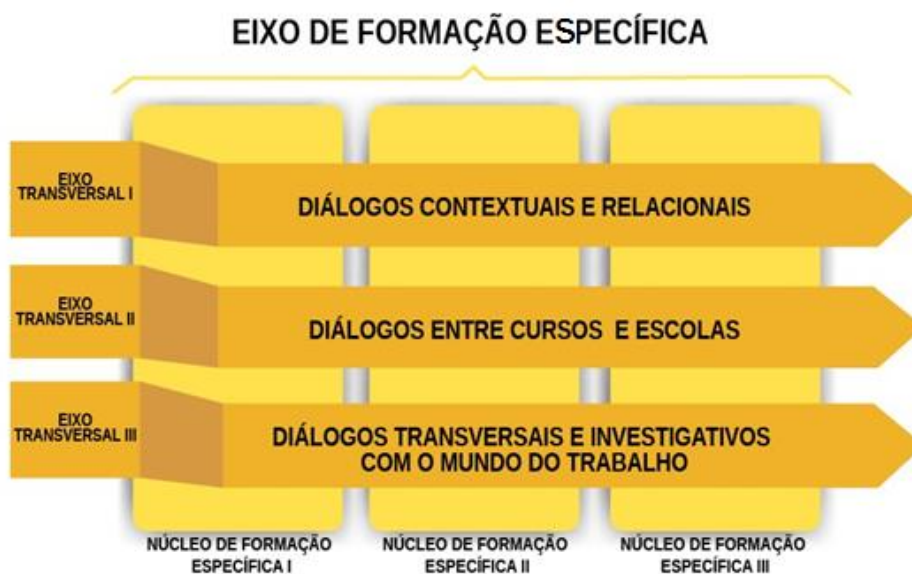 EIXO DE FORMAÇÃO ESPECÍFICA
EIXO
TRANSVERSAL I
DIÁLOGOS CONTEXTUAIS E RELACIONAIS
EIXO
TRANSVERSAL II
DIÁLOGOS ENTRE CURSOS E ESCOLAS
EIXO
TRANSVERSAL III
DIÁLOGOS TRANSVERSAIS E INVESTIGATIVOS
COM O MUNDO DO TRABALHO
NÚCLEO DE FORMAÇÃO
ESPECÍFICA I
NÚCLEO DE FORMAÇÃO
ESPECÍFICA II
NÚCLEO DE FORMAÇÃO
ESPECÍFICA III